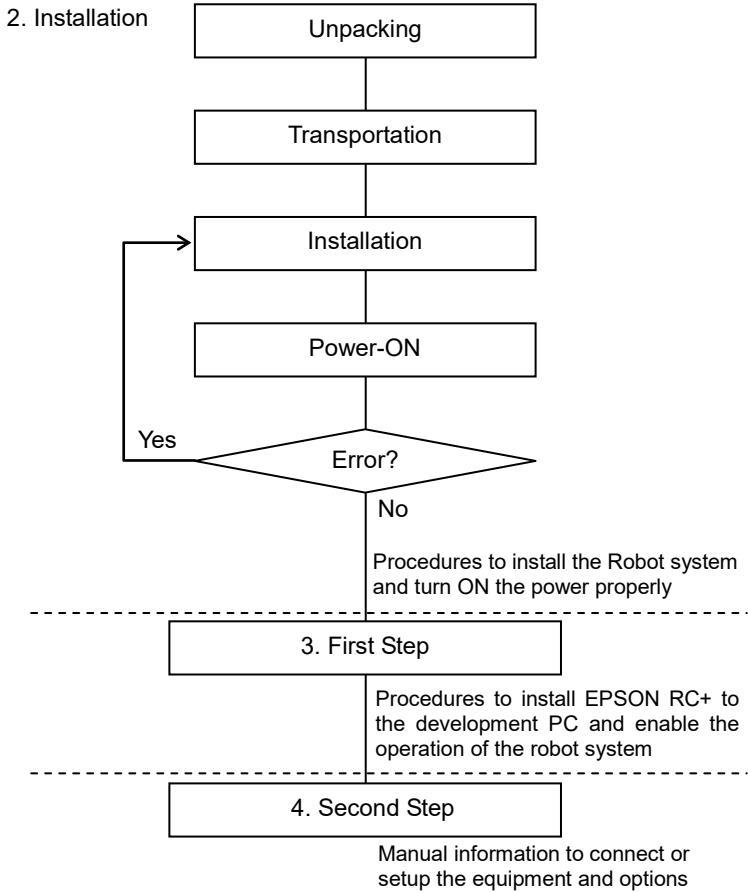 2. Installation
Unpacking
Transportation
Installation
Power-ON
Yes
Error?
No
Procedures to install the Robot system
and turn ON the power properly
3. First Step
Procedures to install EPSON RC+ to
the development PC and enable the
operation of the robot system
4. Second Step
Manual information to connect or
setup the equipment and options